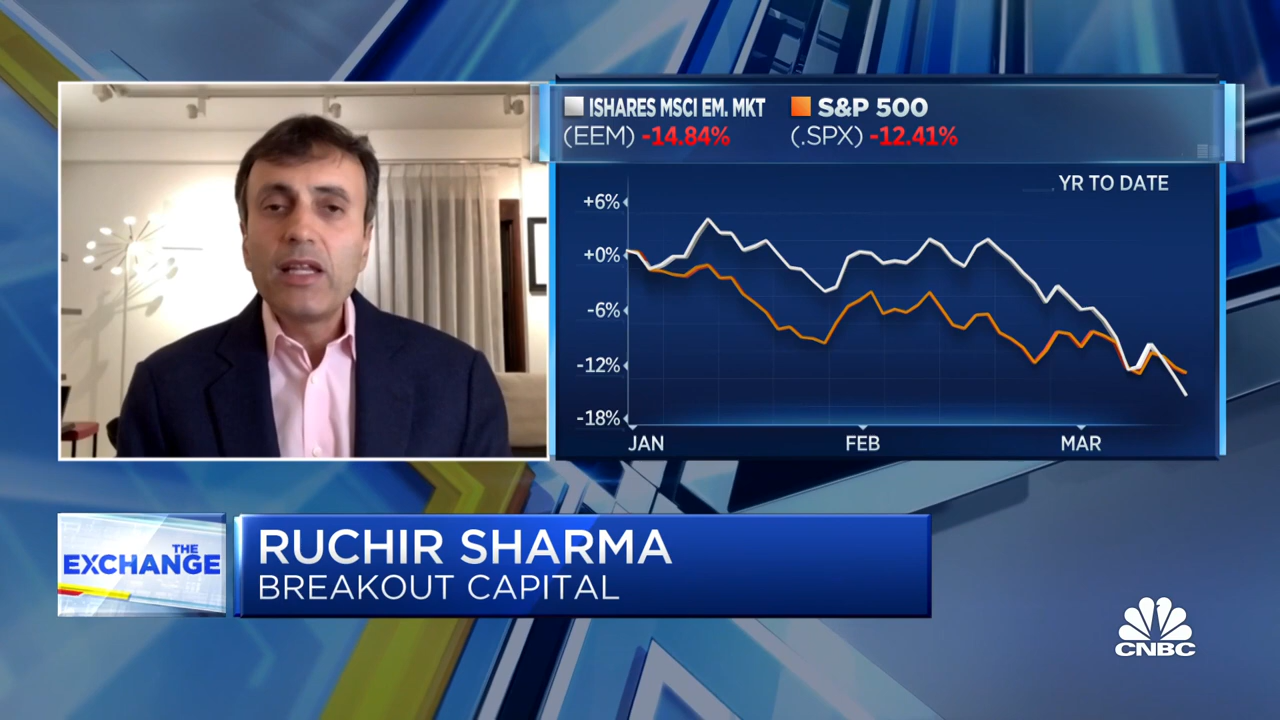 ISHARES MSCI EM. MKT
(EEM) -14.84%
S&P 500
(.SPX) -12.41%
YR TO DATE
+6%
+0%
-6%
-12%
-18%
JAN
FEB
MAR
THE
EXCHANGE
RUCHIR SHARMA
BREAKOUT CAPITAL
CNBC